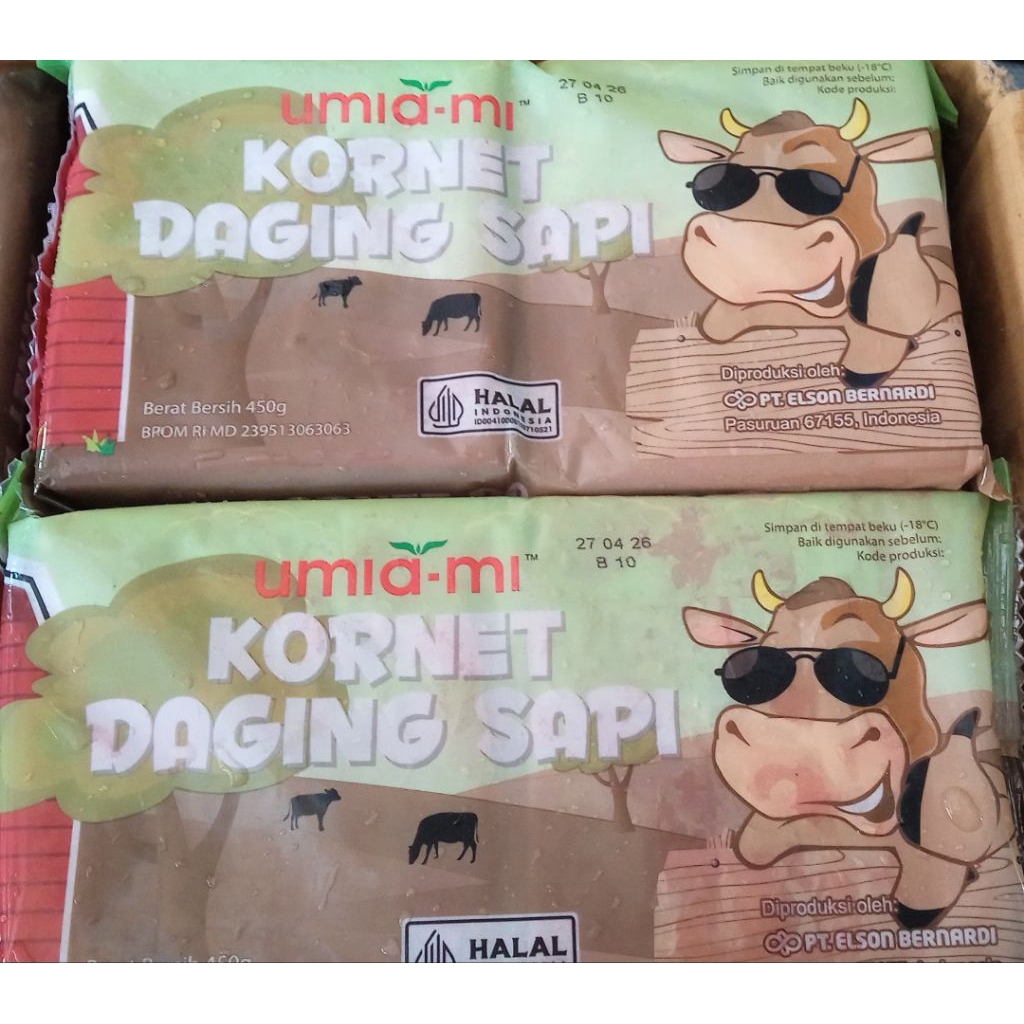 27 04 26
B 10
Simpan di tempat beku (-18°C)
Baik digunakan sebelum:
Kode produksi:
umia-mi™
KORNET
DAGING SAPI
Berat Bersih 450g
BPOM RI MD 239513063063
HALAL
INDONESIA
Diproduksi oleh:
PT. ELSON BERNARDI
Pasuruan 67155, Indonesia
27 04 26
B 10
Simpan di tempat beku (-18°C)
Baik digunakan sebelum:
Kode produksi:
umia-mi™
KORNET
DAGING SAPI
HALAL
Diproduksi oleh:
PT. ELSON BERNARDI